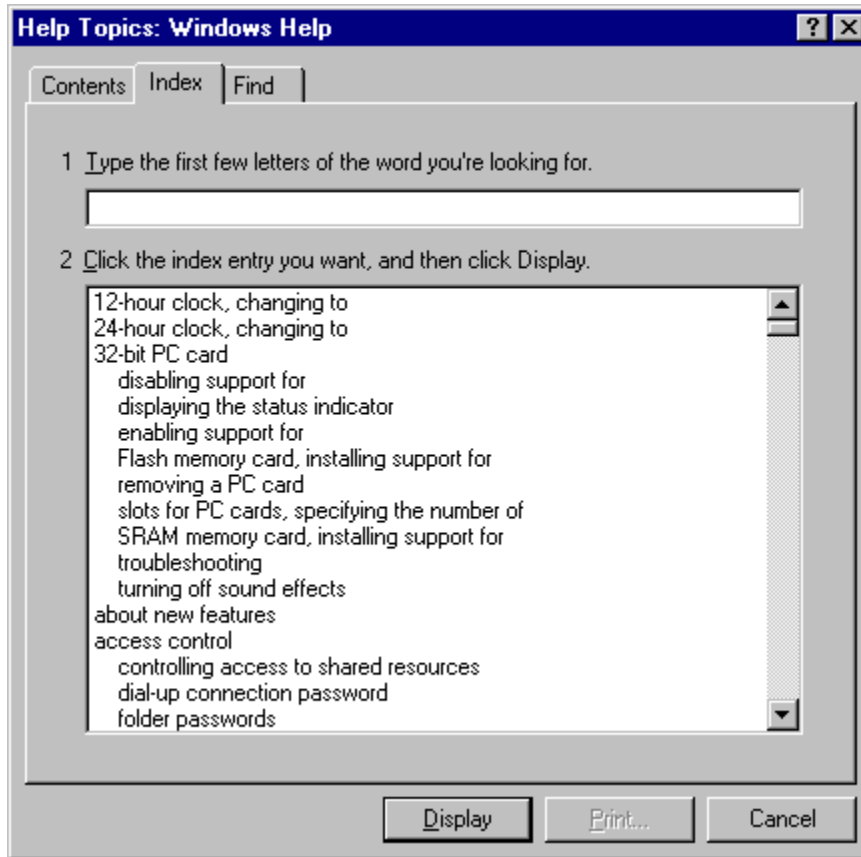 Help Topics: Windows Help
Contents Index Find
1 Type the first few letters of the word you're looking for.
2 Click the index entry you want, and then click Display.
12-hour clock, changing to
24-hour clock, changing to
32-bit PC card
disabling support for
displaying the status indicator
enabling support for
Flash memory card, installing support for
removing a PC card
slots for PC cards, specifying the number of
SRAM memory card, installing support for
troubleshooting
turning off sound effects
about new features
access control
controlling access to shared resources
dial-up connection password
folder passwords
Display Print... Cancel